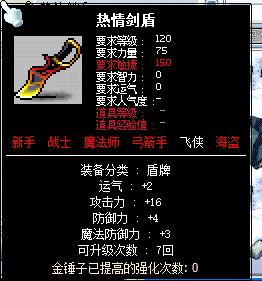 热情剑盾
要求等级： 120
要求力量： 75
要求敏捷： 150
要求智力： 0
要求运气： 0
要求人气度： -
道具等级： -
道具经验值： -
新手 战士 魔法师 弓箭手 飞侠 海盗
装备分类：盾牌
运气：+2
攻击力：+16
防御力：+4
魔法防御力：+3
可升级次数：7回
金锤子已提高的强化次数: 0